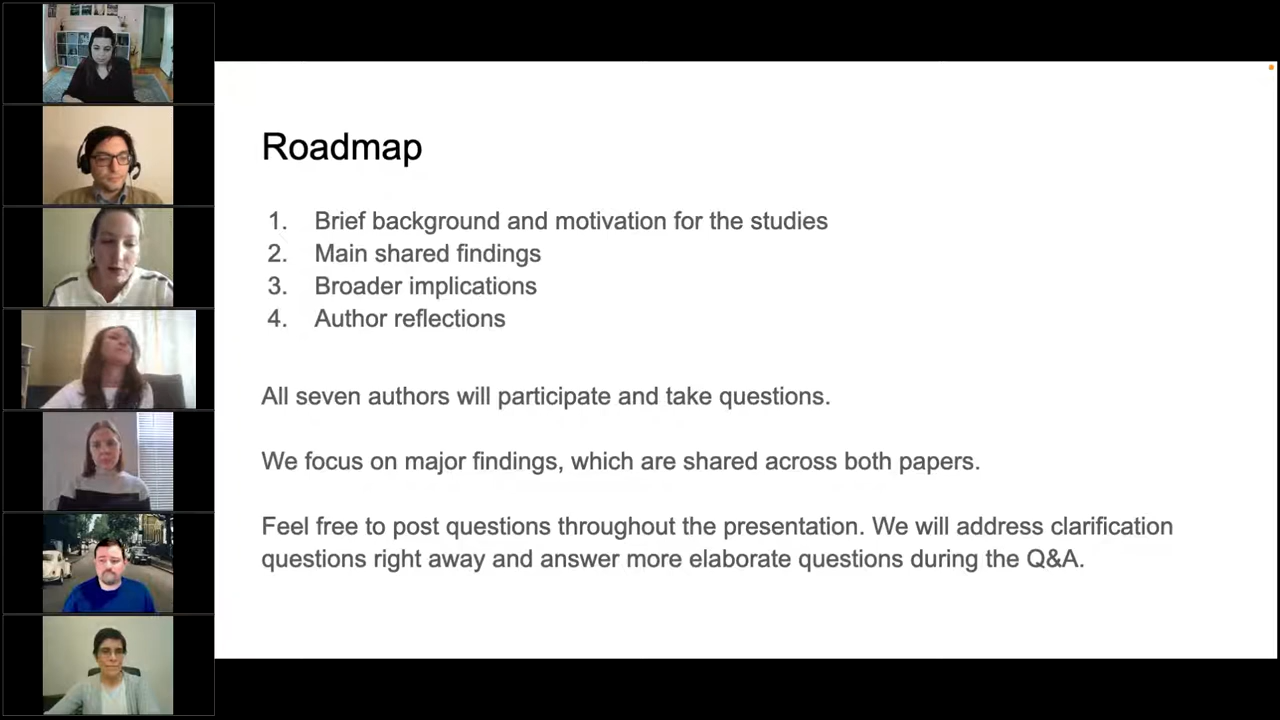 Roadmap
1. Brief background and motivation for the studies
2. Main shared findings
3. Broader implications
4. Author reflections
All seven authors will participate and take questions.
We focus on major findings, which are shared across both papers.
Feel free to post questions throughout the presentation. We will address clarification
questions right away and answer more elaborate questions during the Q&A.